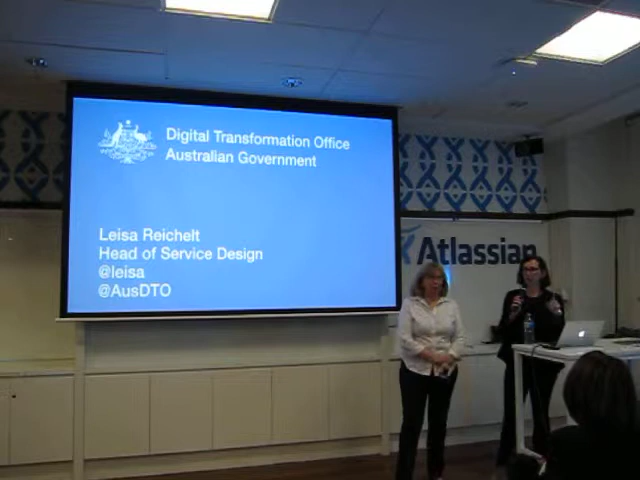 Digital Transformation Office
Australian Government
Leisa Reichelt
Head of Service Design
@leisa
@AusDTO
Atlassian